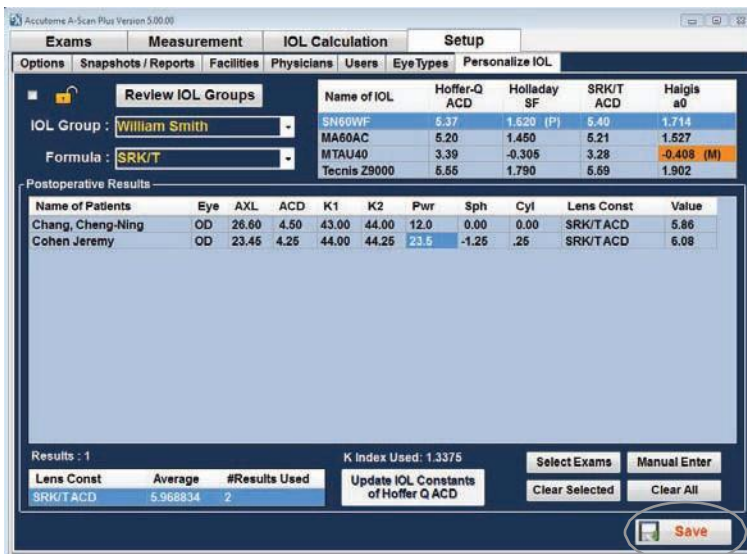 Accutome A-Scan Plus Version 5.00.00
Exams Measurement IOL Calculation Setup
Options Snapshots / Reports Facilities Physicians Users Eye Types Personalize IOL
Review IOL Groups
IOL Group : William Smith
Formula : SRK/T
Name of IOL Hoffer-Q ACD Holladay SF SRK/T ACD Haigis a0
SN60WF 5.37 1.620 (P) 5.40 1.714
MA60AC 5.20 1.450 5.21 1.527
MTAU40 3.39 -0.305 3.28 -0.408 (M)
Tecnis Z9000 5.55 1.790 5.59 1.902
Postoperative Results
Name of Patients Eye AXL ACD K1 K2 Pwr Sph Cyl Lens Const Value
Chang, Cheng-Ning OD 26.60 4.50 43.00 44.00 12.0 0.00 0.00 SRK/T ACD 5.86
Cohen Jeremy OD 23.45 4.25 44.00 44.25 23.5 -1.25 .25 SRK/T ACD 6.08
Results : 1
K Index Used: 1.3375
Lens Const Average #Results Used
SRK/T ACD 5.968834 2
Update IOL Constants
of Hoffer Q ACD
Select Exams Manual Enter
Clear Selected Clear All
Save